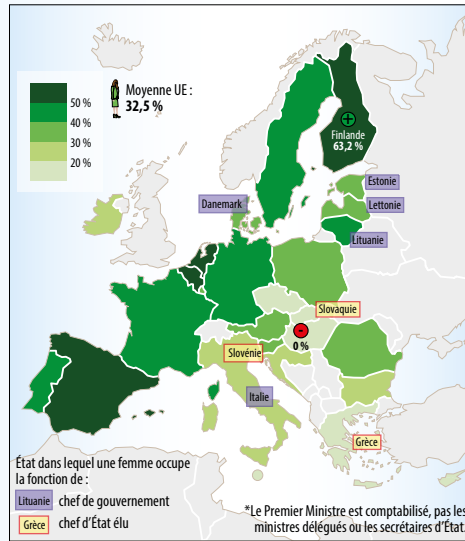 50 %
40 %
30 %
20 %
Moyenne UE :
32,5 %
+
Finlande
63,2 %
Estonie
Danemark
Lettonie
Lituanie
Slovaquie
-
0 %
Slovénie
Italie
Grèce
État dans lequel une femme occupe
la fonction de :
Lituanie chef de gouvernement
Grèce chef d’État élu
*Le Premier Ministre est comptabilisé, pas les
ministres délégués ou les secrétaires d’État.